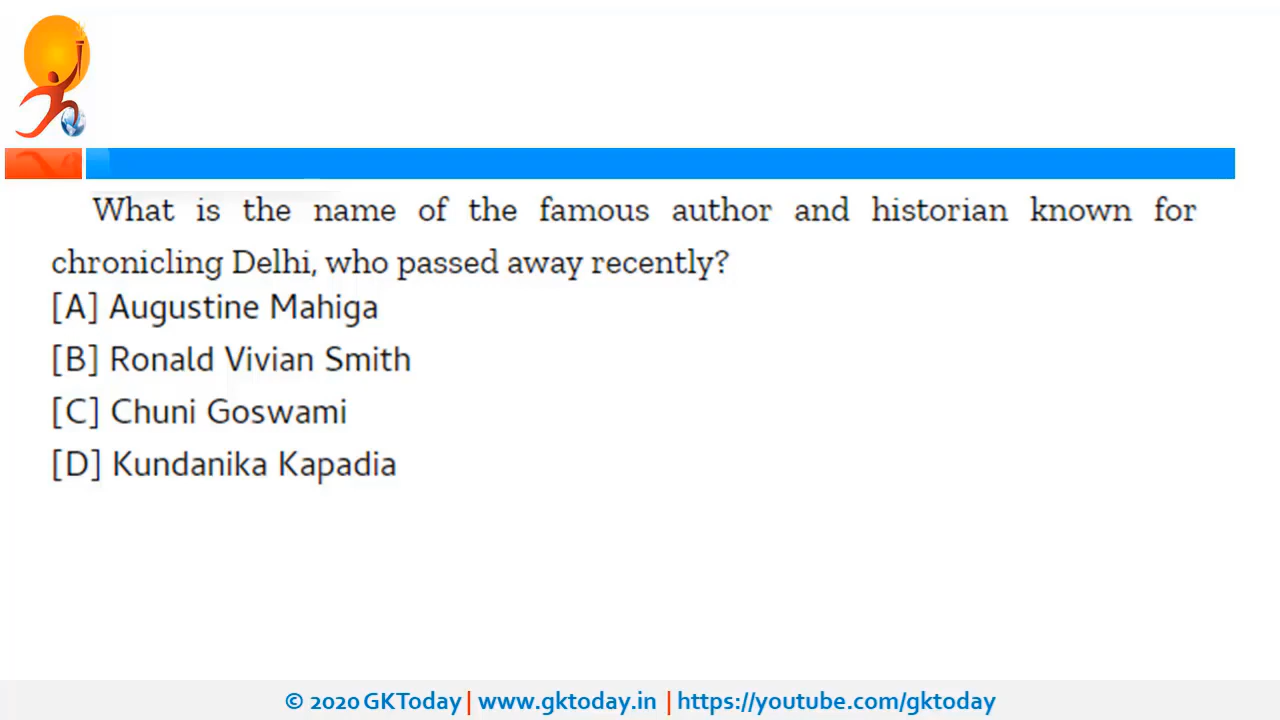 What is the name of the famous author and historian known for
chronicling Delhi, who passed away recently?
[A] Augustine Mahiga
[B] Ronald Vivian Smith
[C] Chuni Goswami
[D] Kundanika Kapadia
© 2020 GKToday | www.gktoday.in | https://youtube.com/gktoday